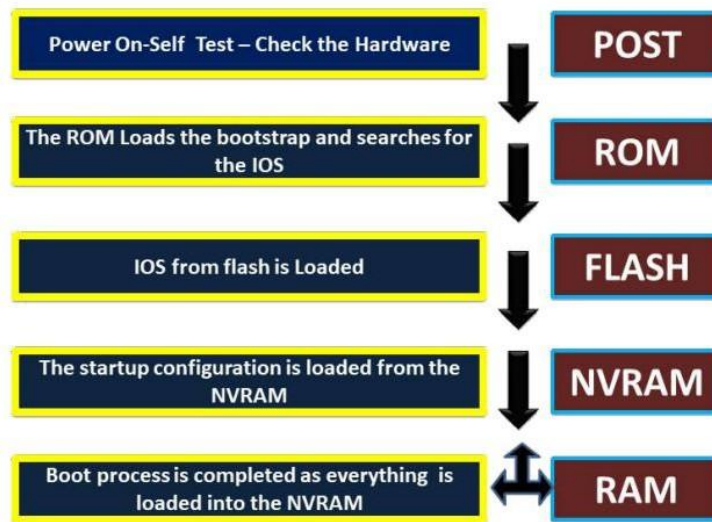 Power On-Self Test – Check the Hardware
POST
The ROM Loads the bootstrap and searches for
the IOS
ROM
IOS from flash is Loaded
FLASH
The startup configuration is loaded from the
NVRAM
NVRAM
Boot process is completed as everything is
loaded into the NVRAM
RAM